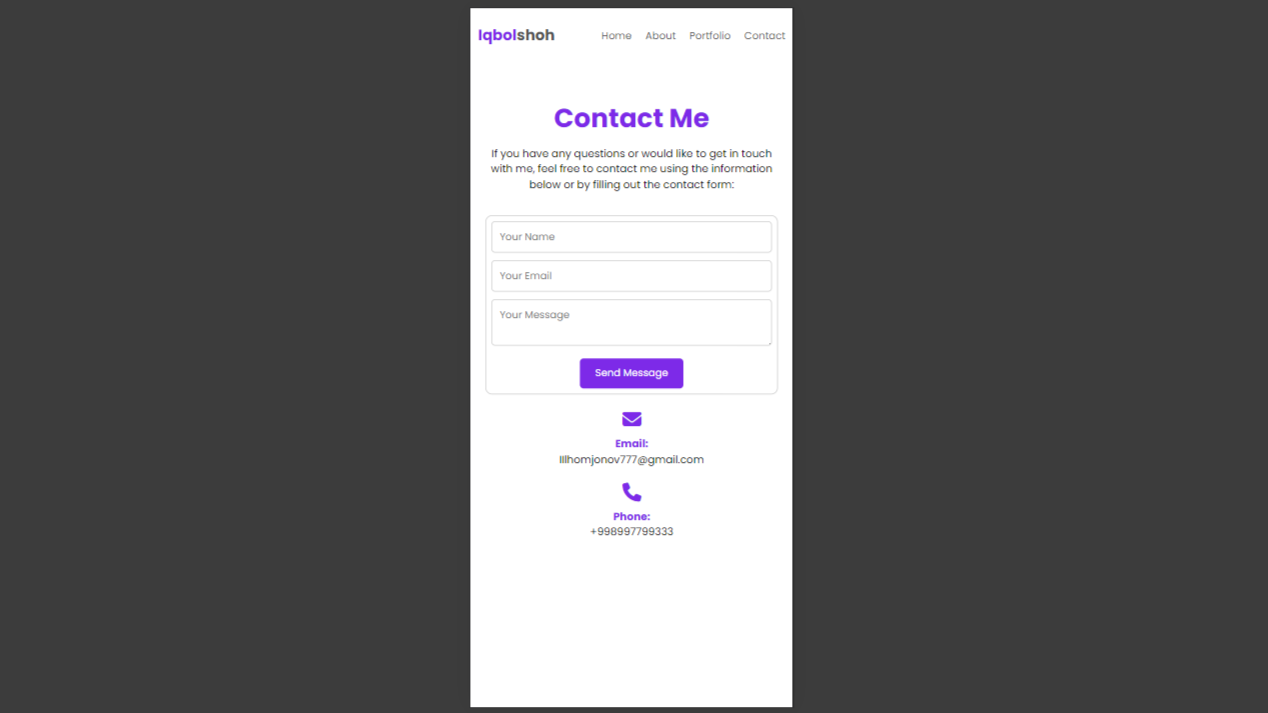 Iqbolshoh
Home About Portfolio Contact
Contact Me
If you have any questions or would like to get in touch
with me, feel free to contact me using the information
below or by filling out the contact form:
Your Name
Your Email
Your Message
Send Message
Email:
IIlhomjonov777@gmail.com
Phone:
+998997799333